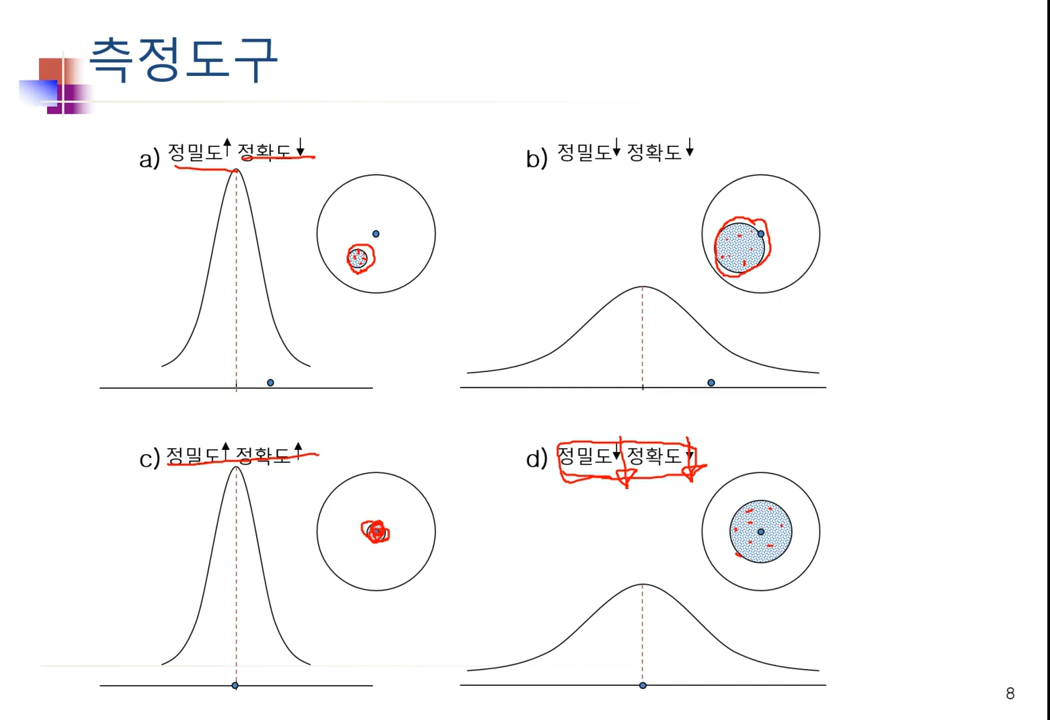 측정도구
a) 정밀도↑ 정확도↓
b) 정밀도↓ 정확도↓
c) 정밀도↑ 정확도↑
d) 정밀도↓ 정확도↓
8